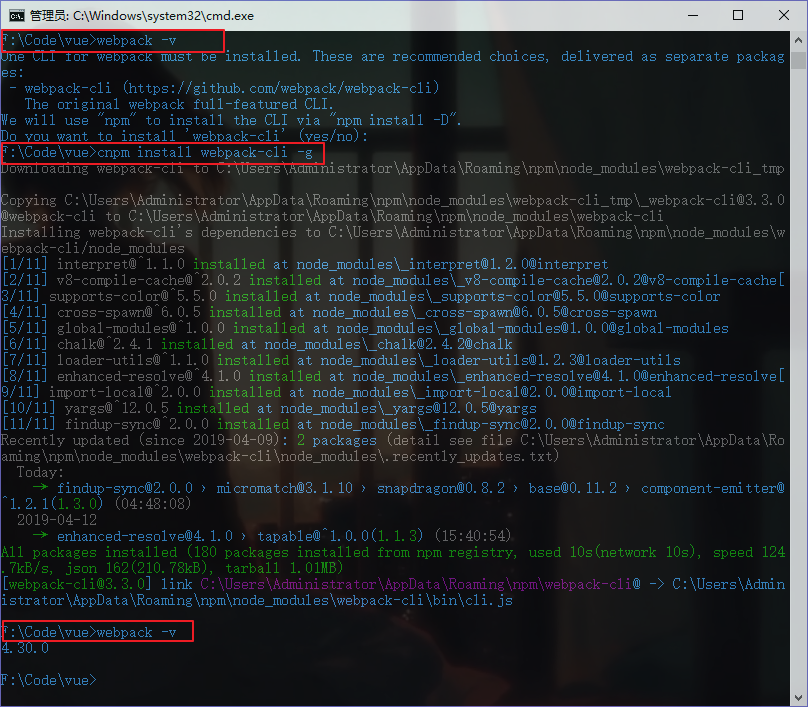 管理员: C:\Windows\system32\cmd.exe
F:\Code\vue>webpack -v
One CLI for webpack must be installed. These are recommended choices, delivered as separate packag
es:
- webpack-cli (https://github.com/webpack/webpack-cli)
The original webpack full-featured CLI.
We will use "npm" to install the CLI via "npm install -D".
Do you want to install 'webpack-cli' (yes/no):
F:\Code\vue>cnpm install webpack-cli -g
Downloading webpack-cli to C:\Users\Administrator\AppData\Roaming\npm\node_modules\webpack-cli_tmp
Copying C:\Users\Administrator\AppData\Roaming\npm\node_modules\webpack-cli_tmp\_webpack-cli@3.3.0
@webpack-cli to C:\Users\Administrator\AppData\Roaming\npm\node_modules\webpack-cli
Installing webpack-cli's dependencies to C:\Users\Administrator\AppData\Roaming\npm\node_modules\w
ebpack-cli/node_modules
[1/11] interpret@^1.1.0 installed at node_modules\_interpret@1.2.0@interpret
[2/11] v8-compile-cache@^2.0.2 installed at node_modules\_v8-compile-cache@2.0.2@v8-compile-cache[
3/11] supports-color@^5.5.0 installed at node_modules\_supports-color@5.5.0@supports-color
[4/11] cross-spawn@^6.0.5 installed at node_modules\_cross-spawn@6.0.5@cross-spawn
[5/11] global-modules@^1.0.0 installed at node_modules\_global-modules@1.0.0@global-modules
[6/11] chalk@^2.4.1 installed at node_modules\_chalk@2.4.2@chalk
[7/11] loader-utils@^1.1.0 installed at node_modules\_loader-utils@1.2.3@loader-utils
[8/11] enhanced-resolve@^4.1.0 installed at node_modules\_enhanced-resolve@4.1.0@enhanced-resolve[
9/11] import-local@^2.0.0 installed at node_modules\_import-local@2.0.0@import-local
[10/11] yargs@^12.0.5 installed at node_modules\_yargs@12.0.5@yargs
[11/11] findup-sync@^2.0.0 installed at node_modules\_findup-sync@2.0.0@findup-sync
Recently updated (since 2019-04-09): 2 packages (detail see file C:\Users\Administrator\AppData\Ro
aming\npm\node_modules\webpack-cli\node_modules\.recently_updates.txt)
Today:
→ findup-sync@2.0.0 › micromatch@3.1.10 › snapdragon@0.8.2 › base@0.11.2 › component-emitter@
^1.2.1(1.3.0) (04:48:08)
2019-04-12
→ enhanced-resolve@4.1.0 › tapable@^1.0.0(1.1.3) (15:40:54)
All packages installed (180 packages installed from npm registry, used 10s(network 10s), speed 124
.7kB/s, json 162(210.78kB), tarball 1.01MB)
[webpack-cli@3.3.0] link C:\Users\Administrator\AppData\Roaming\npm\webpack-cli@ -> C:\Users\Admin
istrator\AppData\Roaming\npm\node_modules\webpack-cli\bin\cli.js
F:\Code\vue>webpack -v
4.30.0
F:\Code\vue>